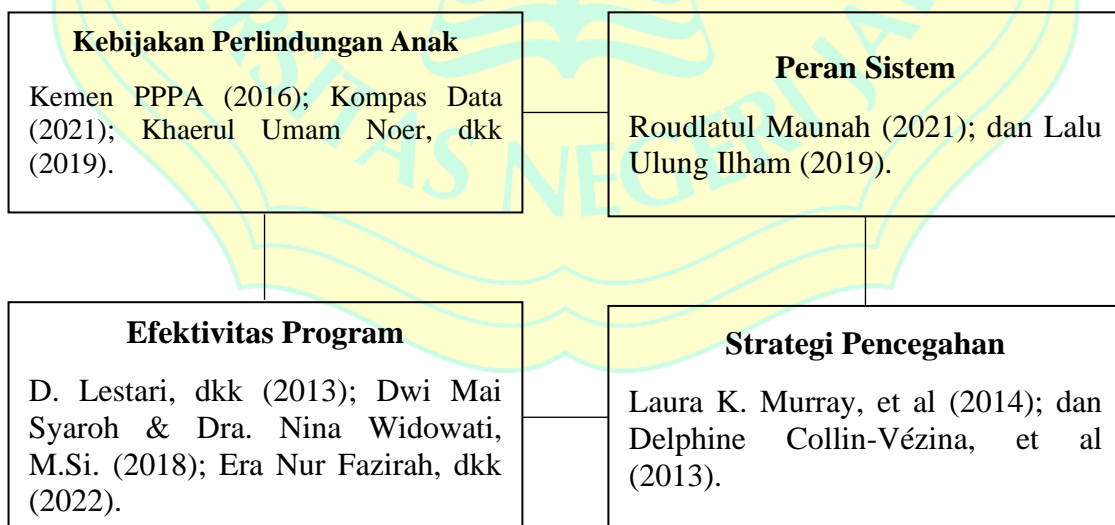 Kebijakan Perlindungan Anak
Kemen PPPA (2016); Kompas Data
(2021); Khaerul Umam Noer, dkk
(2019).
Peran Sistem
Roudlatul Maunah (2021); dan Lalu
Ulung Ilham (2019).
Efektivitas Program
D. Lestari, dkk (2013); Dwi Mai
Syaroh & Dra. Nina Widowati,
M.Si. (2018); Era Nur Fazirah, dkk
(2022).
Strategi Pencegahan
Laura K. Murray, et al (2014); dan
Delphine Collin-Vézina, et al
(2013).
NEGERI